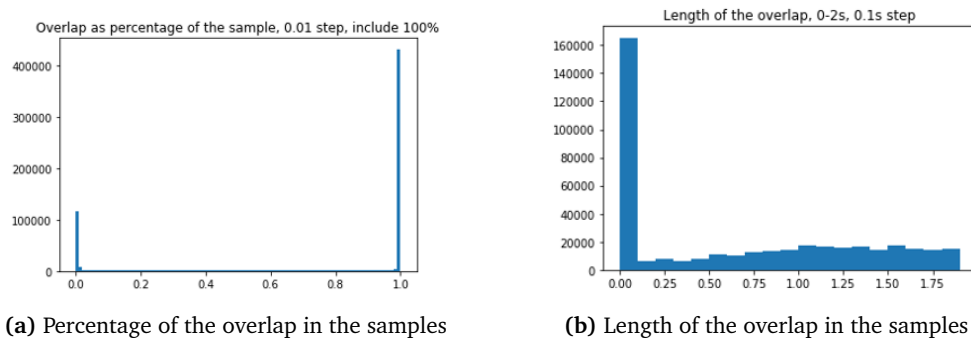 Overlap as percentage of the sample, 0.01 step, include 100%
400000
300000
200000
100000
0
0.0 0.2 0.4 0.6 0.8 1.0
(a) Percentage of the overlap in the samples
Length of the overlap, 0-2s, 0.1s step
160000
140000
120000
100000
80000
60000
40000
20000
0
0.00 0.25 0.50 0.75 1.00 1.25 1.50 1.75
(b) Length of the overlap in the samples